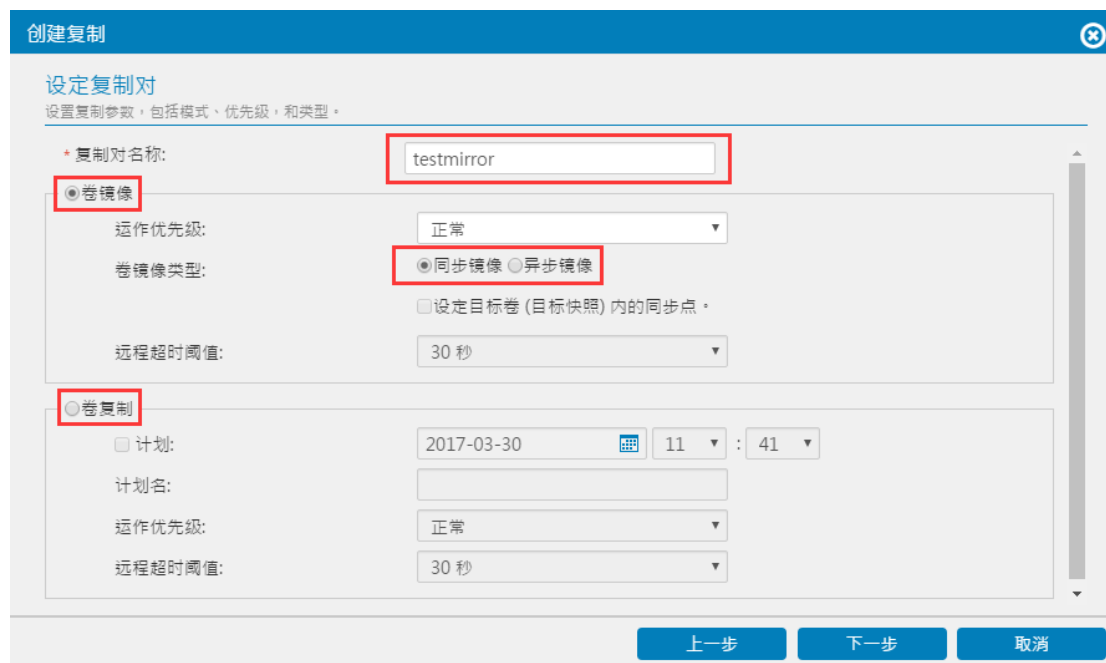 创建复制
设定复制对
设置复制参数，包括模式、优先级，和类型。
* 复制对名称: testmirror
卷镜像
运作优先级: 正常
卷镜像类型: 同步镜像 异步镜像
设定目标卷 (目标快照) 内的同步点。
远程超时阈值: 30 秒
卷复制
计划: 2017-03-30 11 : 41
计划名:
运作优先级: 正常
远程超时阈值: 30 秒
上一步 下一步 取消